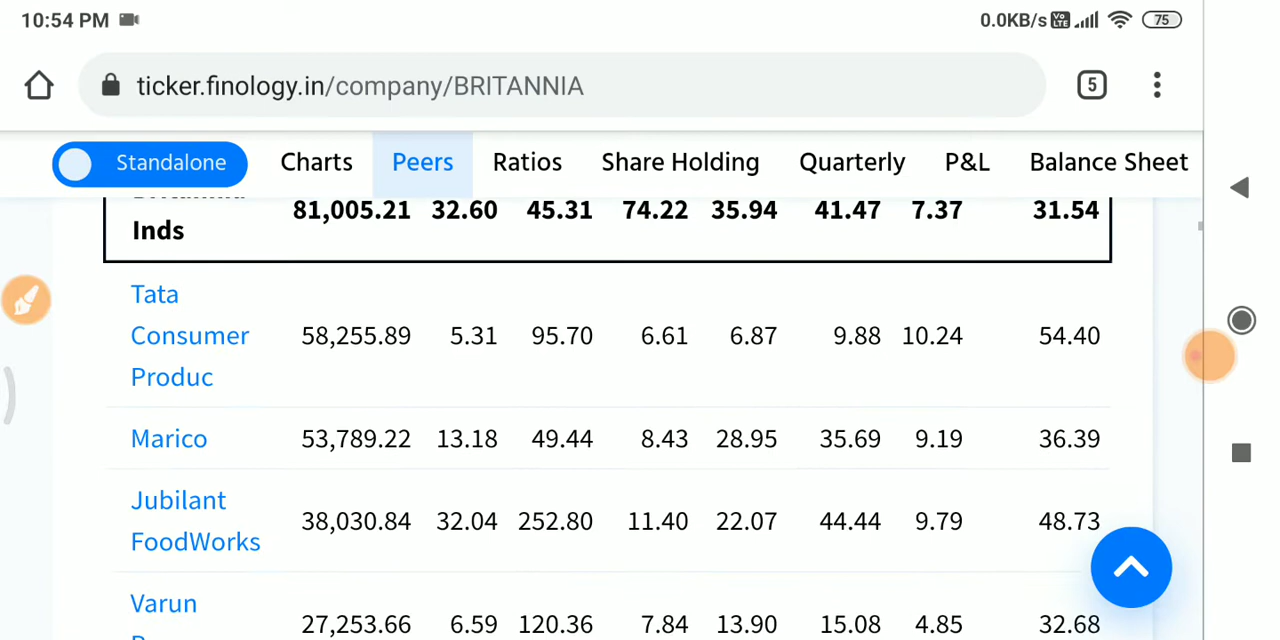 10:54 PM 0.0KB/s Vo LTE 75
ticker.finology.in/company/BRITANNIA 5
Standalone Charts Peers Ratios Share Holding Quarterly P&L Balance Sheet
81,005.21 32.60 45.31 74.22 35.94 41.47 7.37 31.54
Inds
Tata
Consumer 58,255.89 5.31 95.70 6.61 6.87 9.88 10.24 54.40
Produc
Marico 53,789.22 13.18 49.44 8.43 28.95 35.69 9.19 36.39
Jubilant
38,030.84 32.04 252.80 11.40 22.07 44.44 9.79 48.73
FoodWorks
Varun
27,253.66 6.59 120.36 7.84 13.90 15.08 4.85 32.68